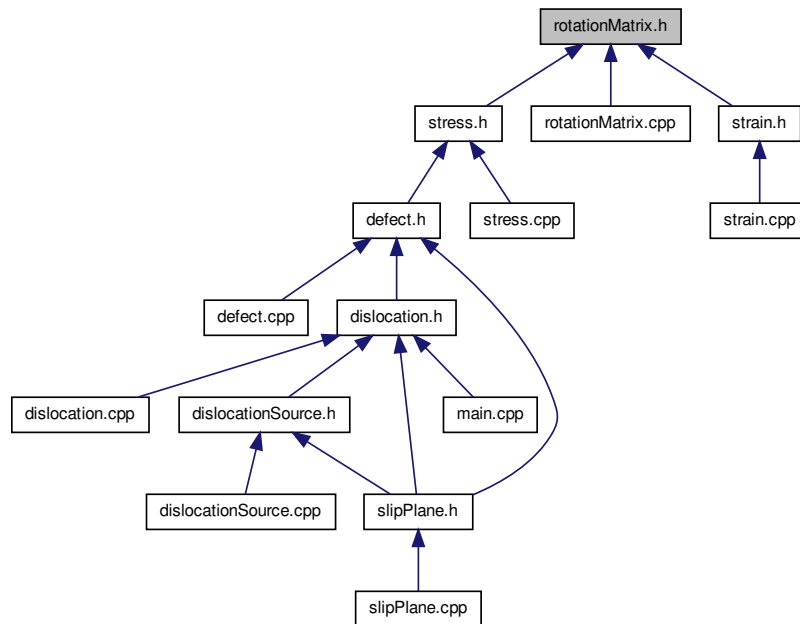 rotationMatrix.h
stress.h
rotationMatrix.cpp
strain.h
defect.h
stress.cpp
strain.cpp
defect.cpp
dislocation.h
dislocation.cpp
dislocationSource.h
main.cpp
dislocationSource.cpp
slipPlane.h
slipPlane.cpp